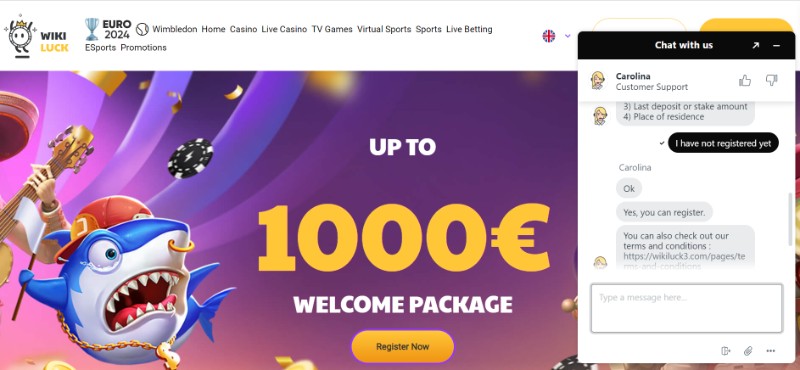 WIKI
LUCK
EURO
2024
Wimbledon Home Casino Live Casino TV Games Virtual Sports Sports Live Betting
ESports Promotions
UP TO
1000€
WELCOME PACKAGE
Register Now
Chat with us
Carolina
Customer Support
3) Last deposit or stake amount
4) Place of residence
I have not registered yet
Carolina
Ok
Yes, you can register.
You can also check out our
terms and conditions :
https://wikiluck3.com/pages/te
rms-and-conditions
Type a message here...